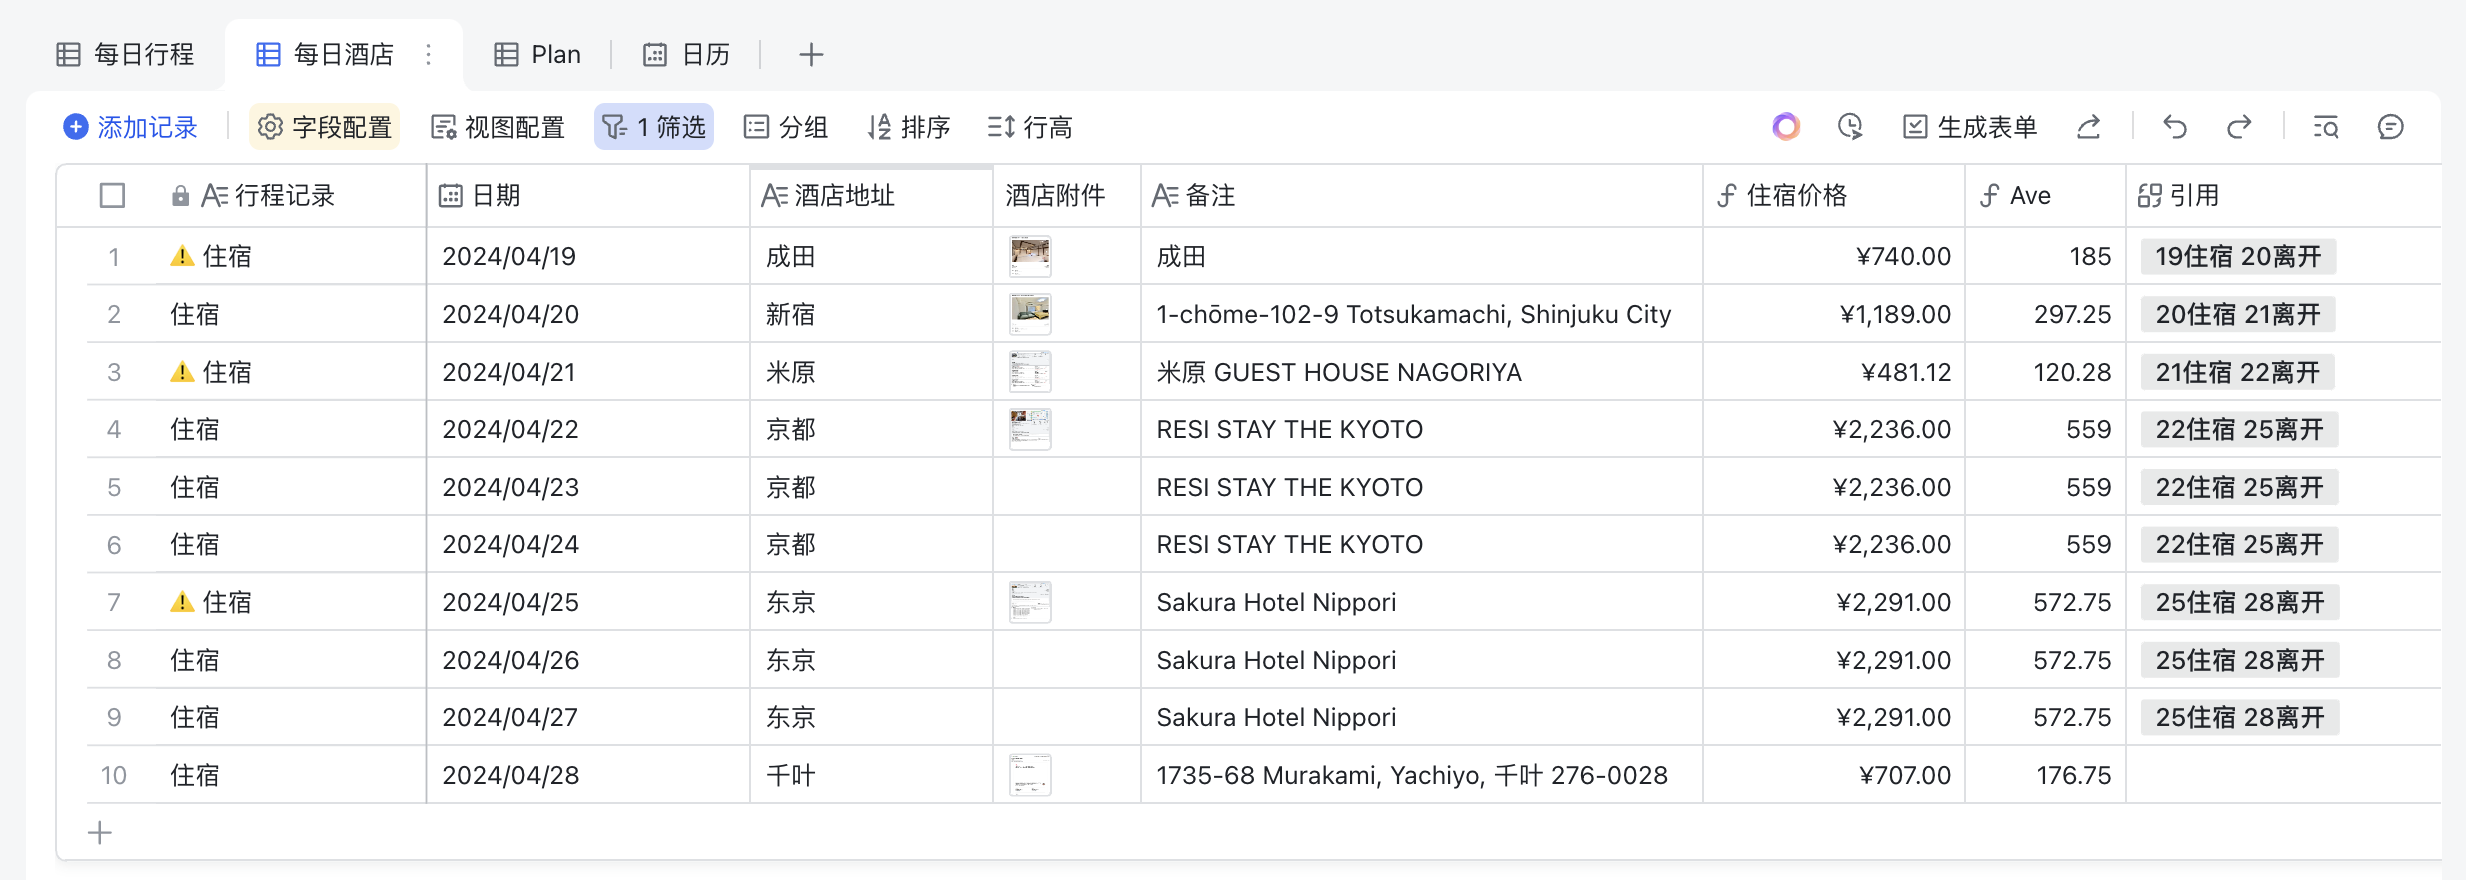 每日行程 每日酒店 Plan 日历
添加记录 字段配置 视图配置 1 筛选 分组 排序 行高 生成表单
行程记录 日期 酒店地址 酒店附件 备注 住宿价格 Ave 引用
1 住宿 2024/04/19 成田 成田 ¥740.00 185 19住宿 20离开
2 住宿 2024/04/20 新宿 1-chōme-102-9 Totsukamachi, Shinjuku City ¥1,189.00 297.25 20住宿 21离开
3 住宿 2024/04/21 米原 米原 GUEST HOUSE NAGORIYA ¥481.12 120.28 21住宿 22离开
4 住宿 2024/04/22 京都 RESI STAY THE KYOTO ¥2,236.00 559 22住宿 25离开
5 住宿 2024/04/23 京都 RESI STAY THE KYOTO ¥2,236.00 559 22住宿 25离开
6 住宿 2024/04/24 京都 RESI STAY THE KYOTO ¥2,236.00 559 22住宿 25离开
7 住宿 2024/04/25 东京 Sakura Hotel Nippori ¥2,291.00 572.75 25住宿 28离开
8 住宿 2024/04/26 东京 Sakura Hotel Nippori ¥2,291.00 572.75 25住宿 28离开
9 住宿 2024/04/27 东京 Sakura Hotel Nippori ¥2,291.00 572.75 25住宿 28离开
10 住宿 2024/04/28 千叶 1735-68 Murakami, Yachiyo, 千叶 276-0028 ¥707.00 176.75